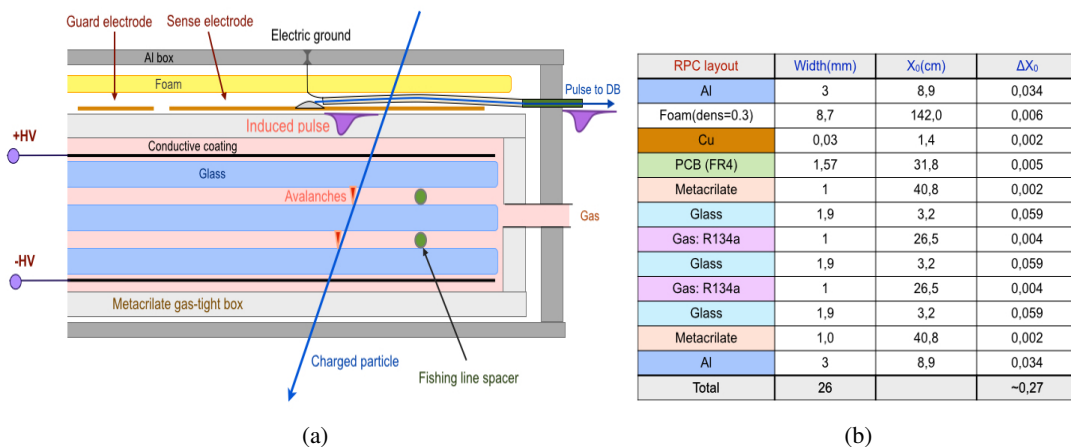 Guard electrode
Sense electrode
Electric ground
Al box
Foam
Pulse to DB
Induced pulse
+HV
Conductive coating
Glass
Avalanches
Gas
-HV
Metacrilate gas-tight box
Charged particle
Fishing line spacer
(a)
RPC layout Width(mm) X₀(cm) ΔX₀
Al 3 8,9 0,034
Foam(dens=0.3) 8,7 142,0 0,006
Cu 0,03 1,4 0,002
PCB (FR4) 1,57 31,8 0,005
Metacrilate 1 40,8 0,002
Glass 1,9 3,2 0,059
Gas: R134a 1 26,5 0,004
Glass 1,9 3,2 0,059
Gas: R134a 1 26,5 0,004
Glass 1,9 3,2 0,059
Metacrilate 1,0 40,8 0,002
Al 3 8,9 0,034
Total 26 ~0,27
(b)